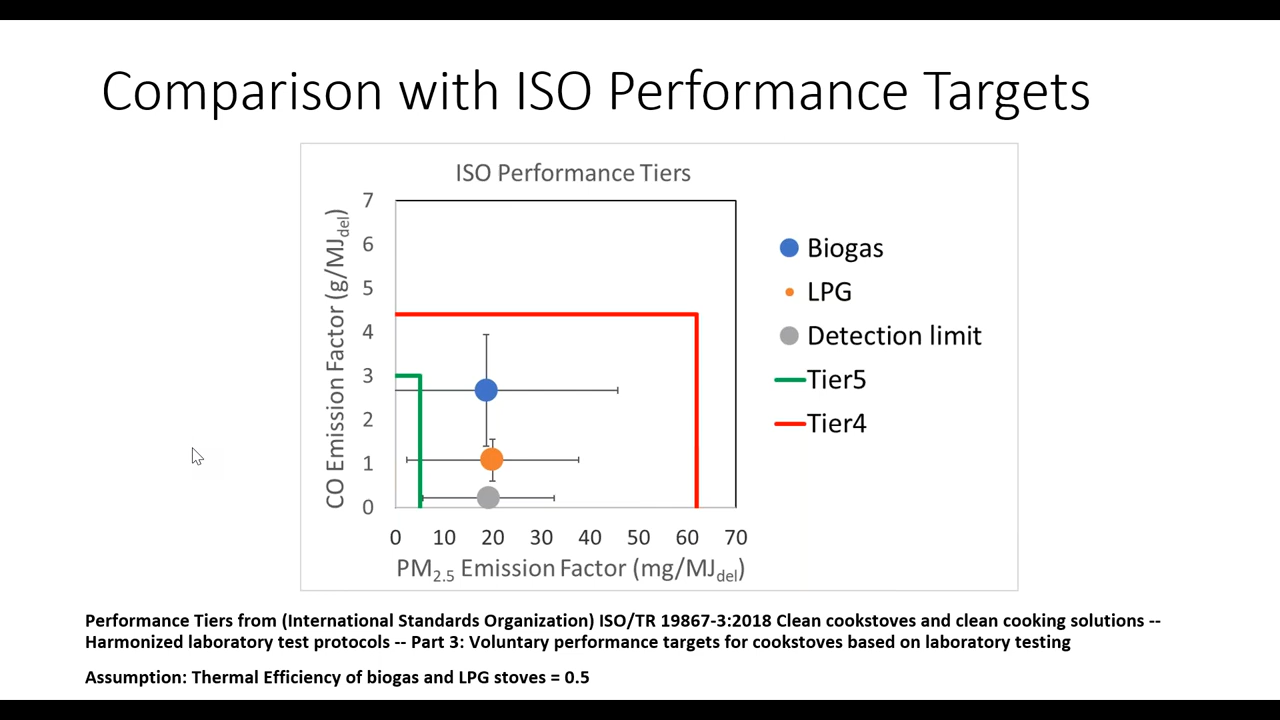 Comparison with ISO Performance Targets
ISO Performance Tiers
CO Emission Factor (g/MJdel)
7
6
5
4
3
2
1
0
0 10 20 30 40 50 60 70
PM2.5 Emission Factor (mg/MJdel)
Biogas
LPG
Detection limit
Tier5
Tier4
Performance Tiers from (International Standards Organization) ISO/TR 19867-3:2018 Clean cookstoves and clean cooking solutions --
Harmonized laboratory test protocols -- Part 3: Voluntary performance targets for cookstoves based on laboratory testing
Assumption: Thermal Efficiency of biogas and LPG stoves = 0.5